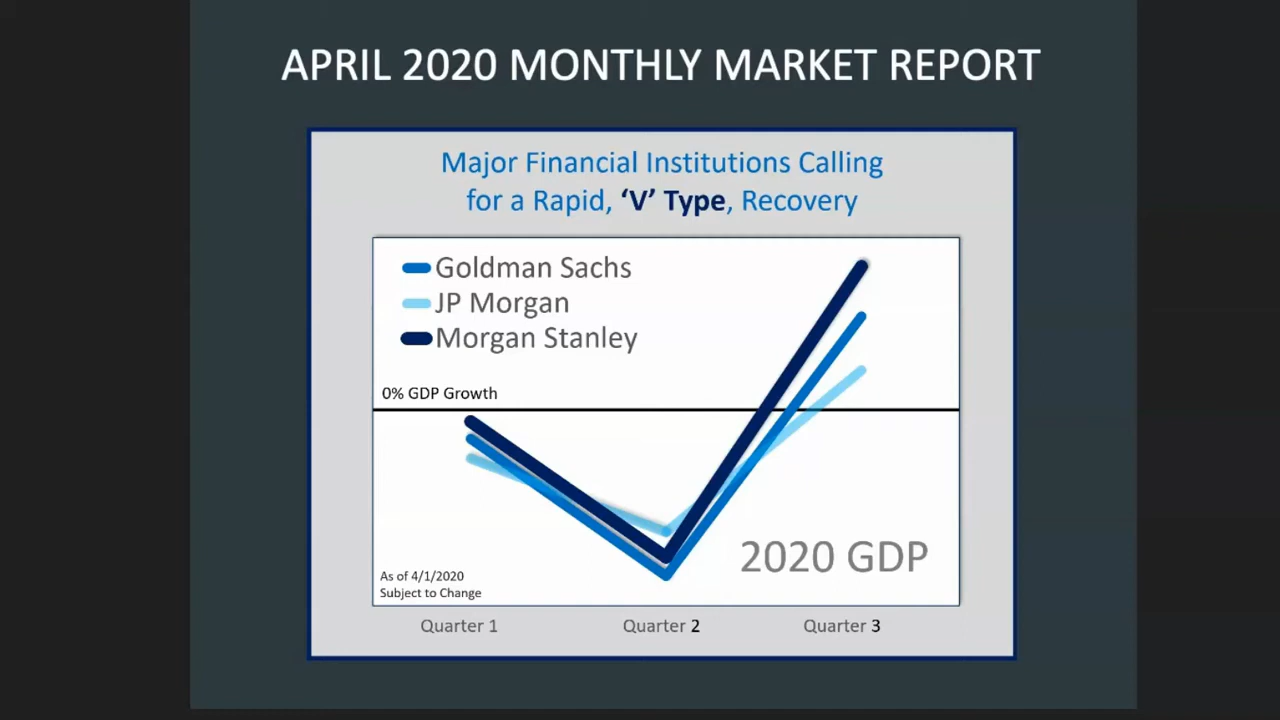 APRIL 2020 MONTHLY MARKET REPORT
Major Financial Institutions Calling
for a Rapid, ‘V’ Type, Recovery
Goldman Sachs
JP Morgan
Morgan Stanley
0% GDP Growth
2020 GDP
As of 4/1/2020
Subject to Change
Quarter 1 Quarter 2 Quarter 3